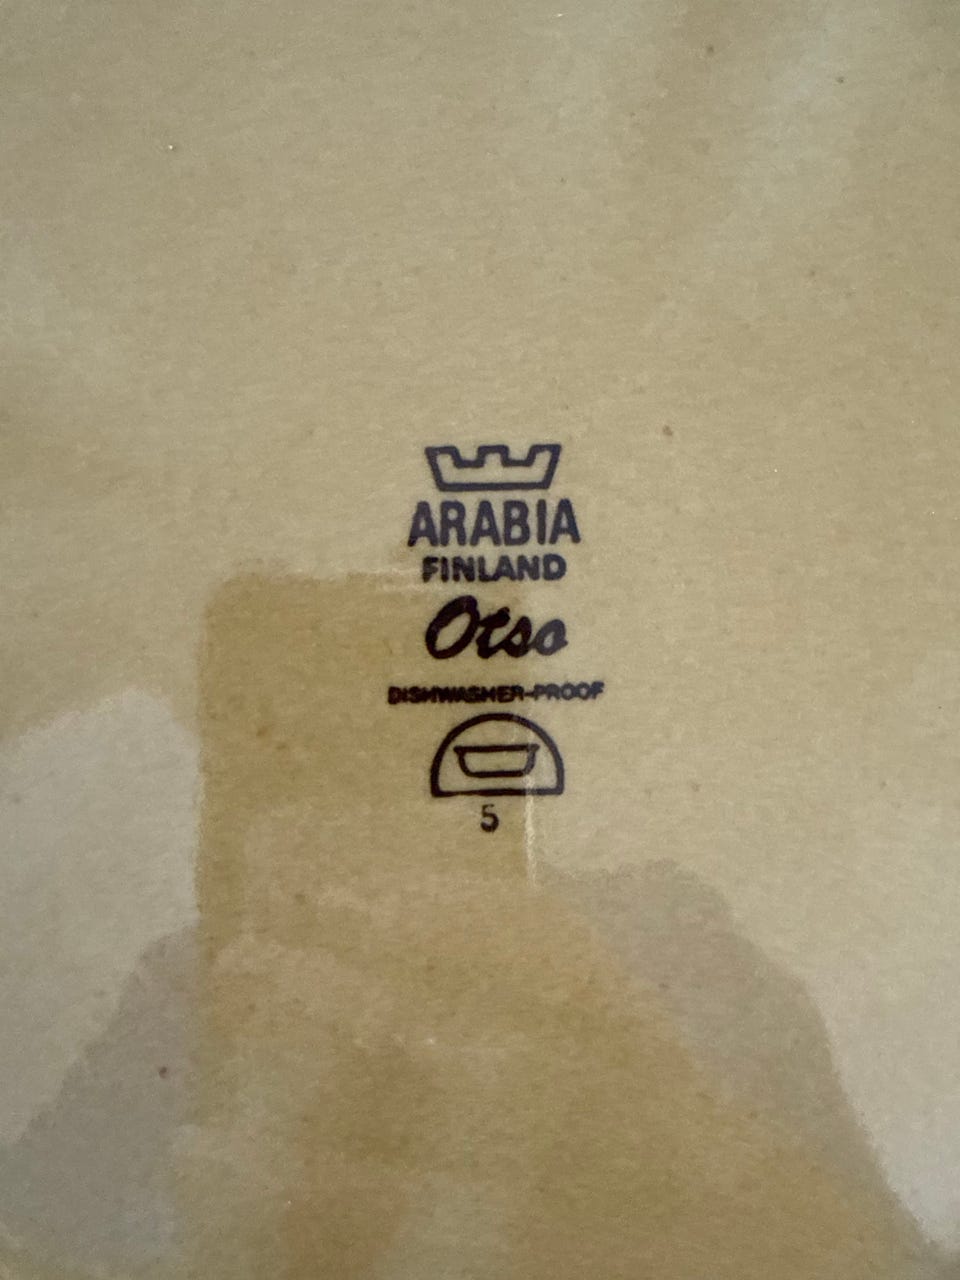 ARABIA
FINLAND
Otso
DISHWASHER-PROOF
5